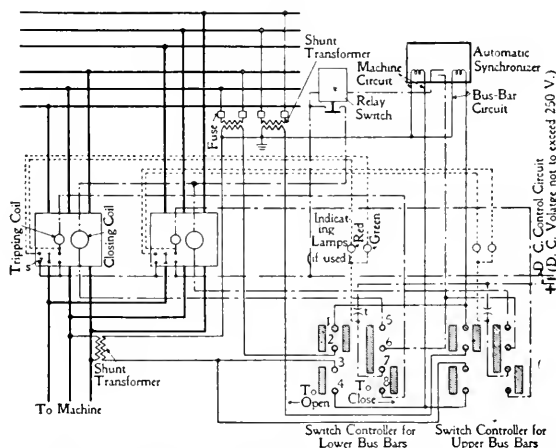 Shunt
Transformer
Machine
Circuit
Automatic
Synchronizer
Bus-Bar
Circuit
Relay
Switch
Fuse
Tripping Coil
Closing Coil
s
Indicat
ing
Lamps
(if used)
Red
Green
D. C. Control Circuit
(D. C. Voltage not to exceed 250 V.)
1
2
3
4
5
6
7
8
t
Shunt
Transformer
To Machine
To
Open
To
Close
Switch Controller for
Lower Bus Bars
Switch Controller for
Upper Bus Bars